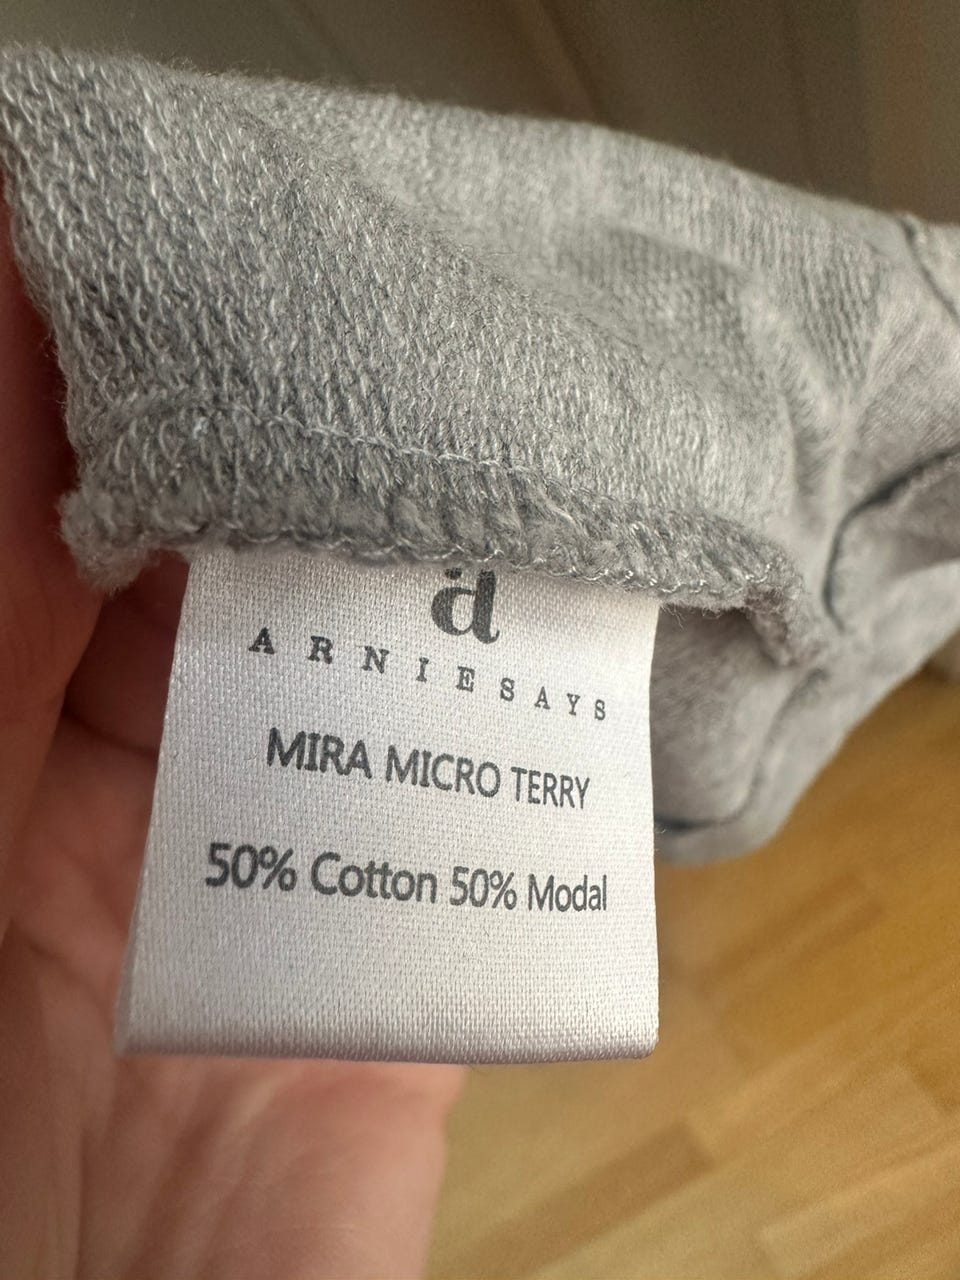 ä
ARNIESAYS
MIRA MICRO TERRY
50% Cotton 50% Modal